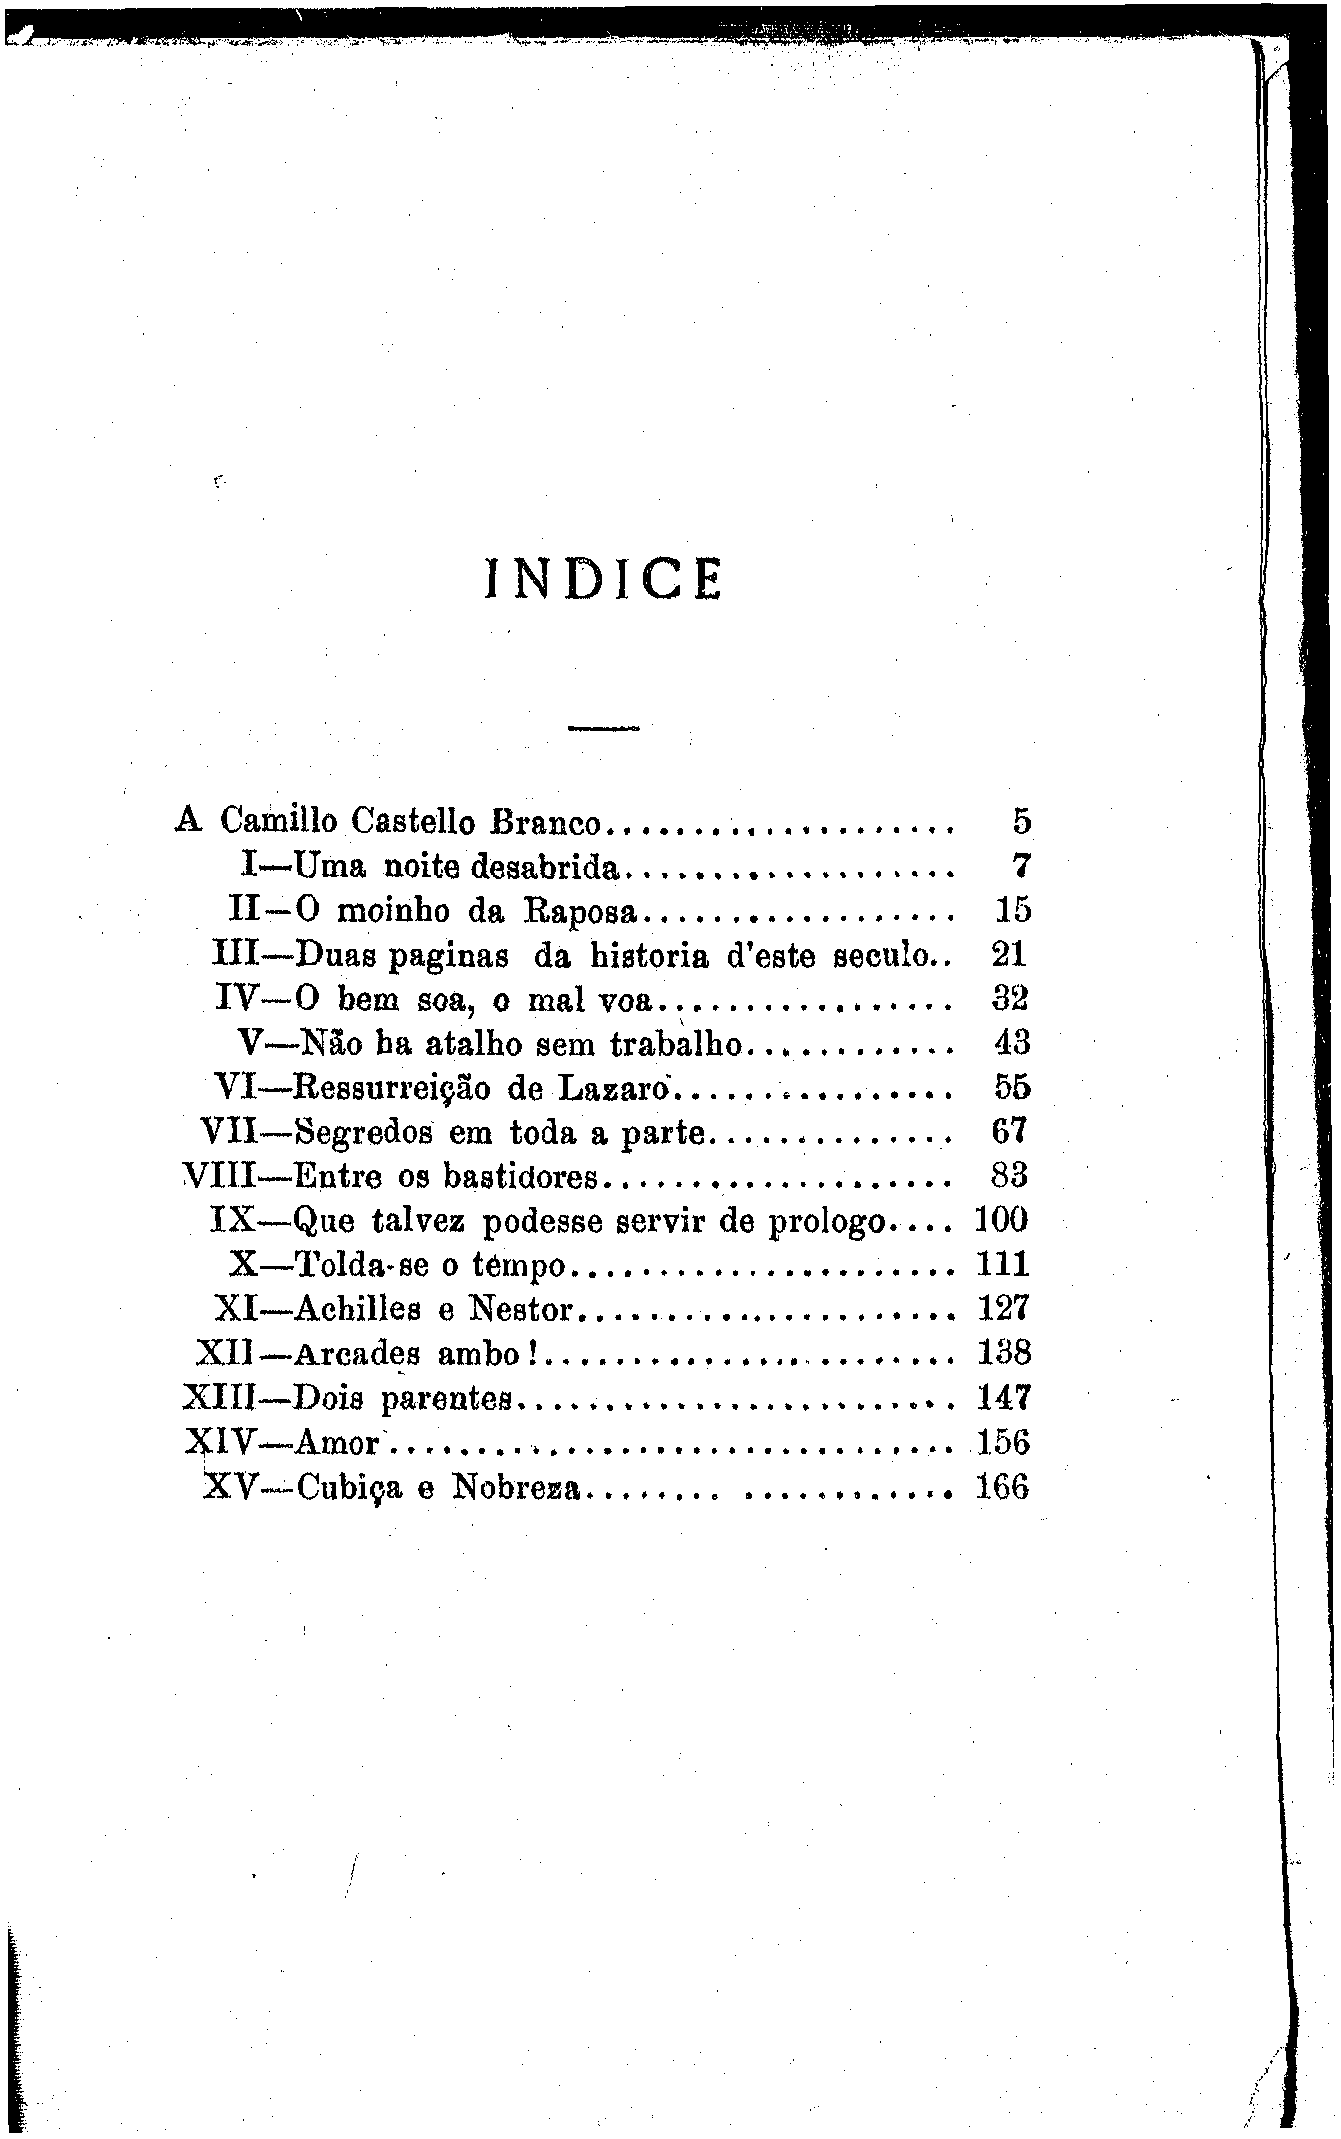 INDICE
A Camillo Castello Branco.................... 5
I—Uma noite desabrida................... 7
II—O moinho da Raposa.................. 15
III—Duas paginas da historia d'este seculo.. 21
IV—O bem soa, o mal voa................. 32
V—Não ha atalho sem trabalho............ 43
VI—Ressurreição de Lazaro................ 55
VII—Segredos em toda a parte.............. 67
VIII—Entre os bastidores.................... 83
IX—Que talvez podesse servir de prologo.... 100
X—Tolda-se o tempo...................... 111
XI—Achilles e Nestor...................... 127
XII—Arcades ambo!........................ 138
XIII—Dois parentes......................... 147
XIV—Amor................................ 156
XV—Cubiça e Nobreza........ ............ 166